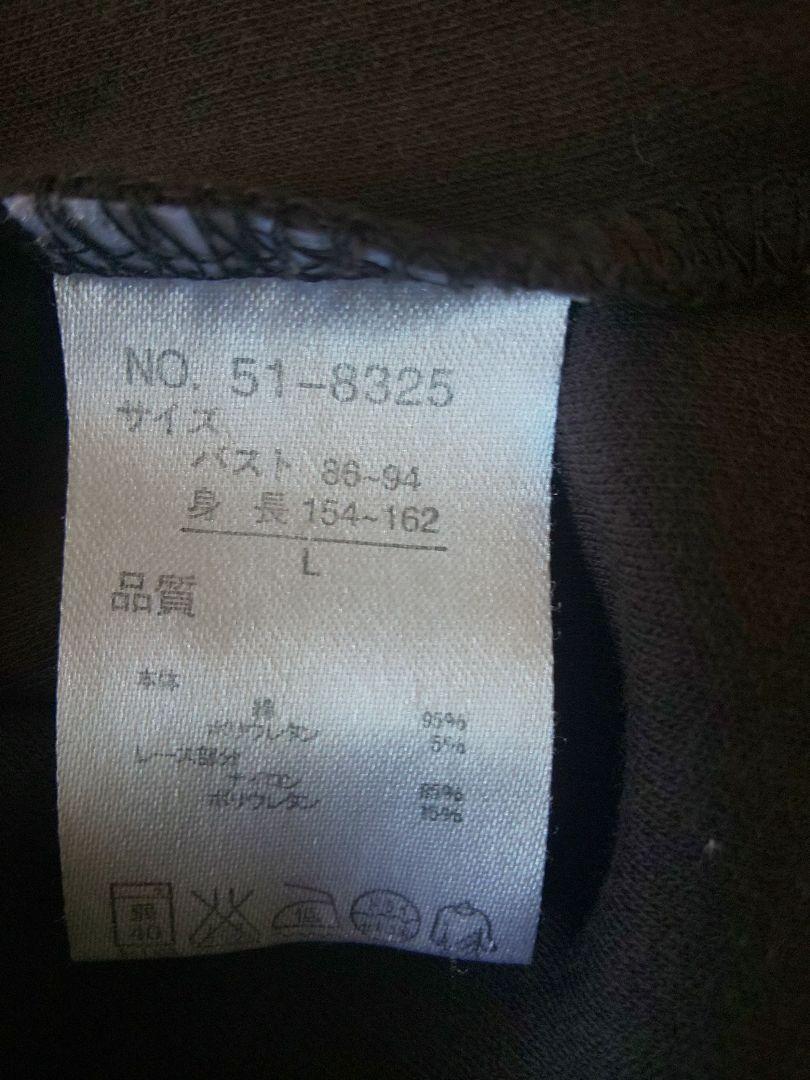 NO. 51-8325
サイズ
バスト 86~94
身長 154~162
L
品質
本体
綿 95%
ポリウレタン 5%
レース部分
ナイロン 85%
ポリウレタン 15%
弱 40 低